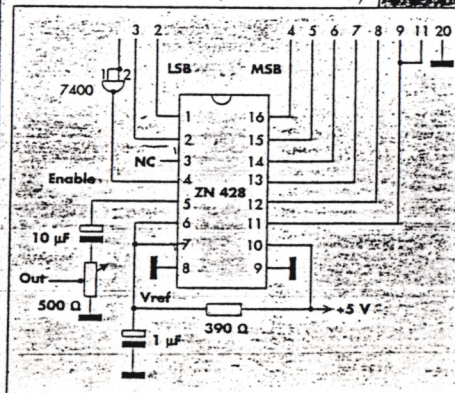 3 2 4 5 6 7 8 9 11 20
LSB MSB
1 2
7400
1 16
2 15
NC 3 14
ZN 428
Enable 4 13
5 12
6 11
10 µF
7 10
Out 8 9
500 Ω
Vref +5 V
390 Ω
1 µF